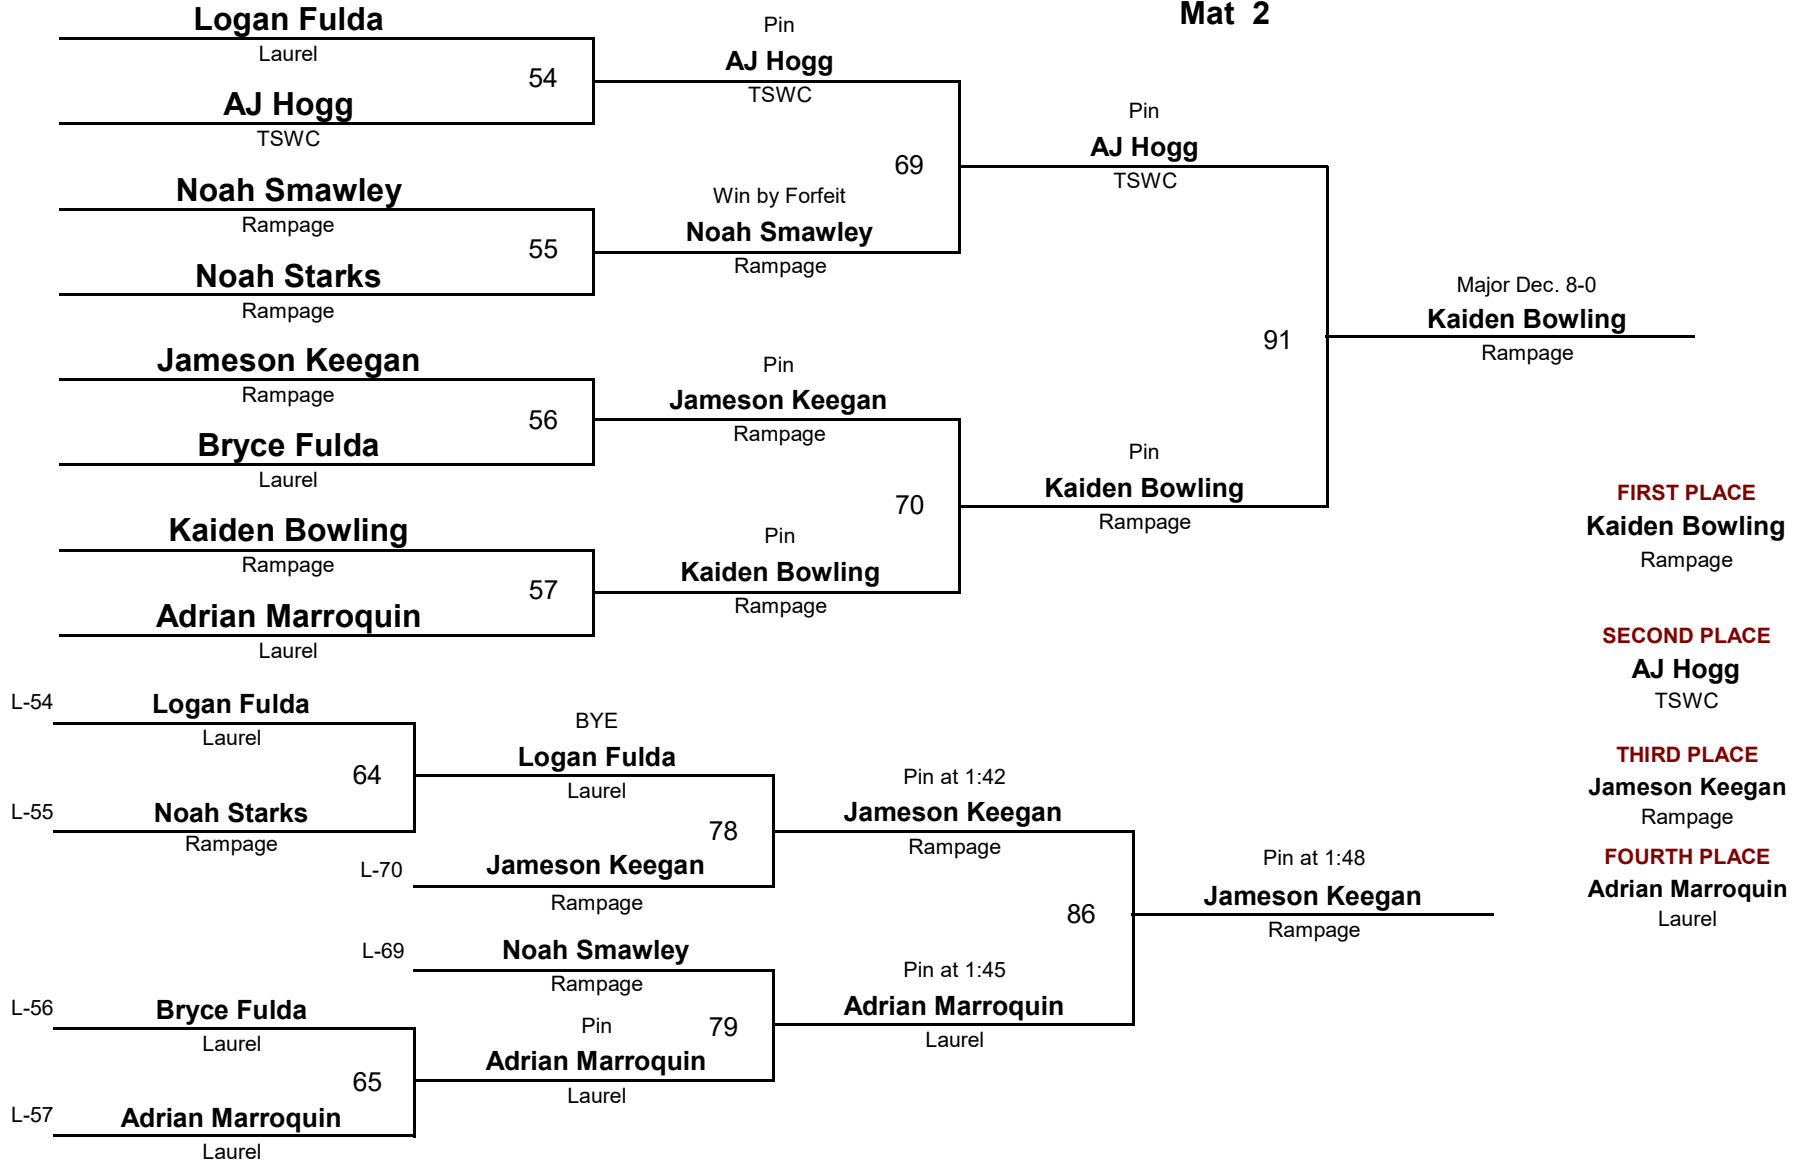 Mat 2
Logan Fulda
Laurel
54
AJ Hogg
TSWC
Noah Smawley
Rampage
55
Noah Starks
Rampage
Jameson Keegan
Rampage
56
Bryce Fulda
Laurel
Kaiden Bowling
Rampage
57
Adrian Marroquin
Laurel
Pin
AJ Hogg
TSWC
69
Win by Forfeit
Noah Smawley
Rampage
Pin
Jameson Keegan
Rampage
70
Pin
Kaiden Bowling
Rampage
Pin
AJ Hogg
TSWC
91
Pin
Kaiden Bowling
Rampage
Major Dec. 8-0
Kaiden Bowling
Rampage
FIRST PLACE
Kaiden Bowling
Rampage
SECOND PLACE
AJ Hogg
TSWC
THIRD PLACE
Jameson Keegan
Rampage
FOURTH PLACE
Adrian Marroquin
Laurel
L-54
Logan Fulda
Laurel
64
L-55
Noah Starks
Rampage
BYE
Logan Fulda
Laurel
78
L-70
Jameson Keegan
Rampage
L-69
Noah Smawley
Rampage
79
L-56
Bryce Fulda
Laurel
65
L-57
Adrian Marroquin
Laurel
Pin
Adrian Marroquin
Laurel
Pin at 1:42
Jameson Keegan
Rampage
86
Pin at 1:45
Adrian Marroquin
Laurel
Pin at 1:48
Jameson Keegan
Rampage